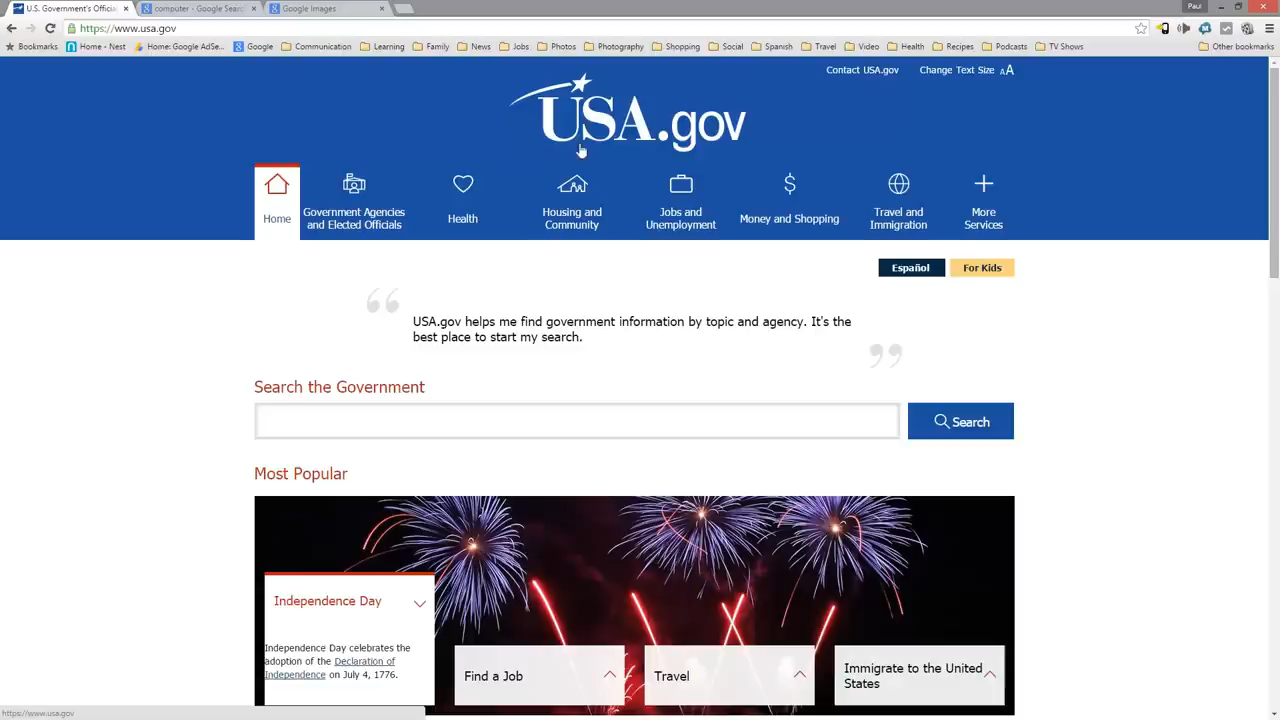 U.S. Government's Officia
computer - Google Searc
Google Images
Paul
https://www.usa.gov
Bookmarks
Home - Nest
Home: Google AdSe...
Google
Communication
Learning
Family
News
Jobs
Photos
Photography
Shopping
Social
Spanish
Travel
Video
Health
Recipes
Podcasts
TV Shows
Other bookmarks
Contact USA.gov
Change Text Size AA
USA.gov
Home
Government Agencies
and Elected Officials
Health
Housing and
Community
Jobs and
Unemployment
Money and Shopping
Travel and
Immigration
More
Services
Español
For Kids
“
USA.gov helps me find government information by topic and agency. It's the
best place to start my search.
”
Search the Government
Search
Most Popular
Independence Day
Independence Day celebrates the
adoption of the Declaration of
Independence on July 4, 1776.
Find a Job
Travel
Immigrate to the United
States
https://www.usa.gov